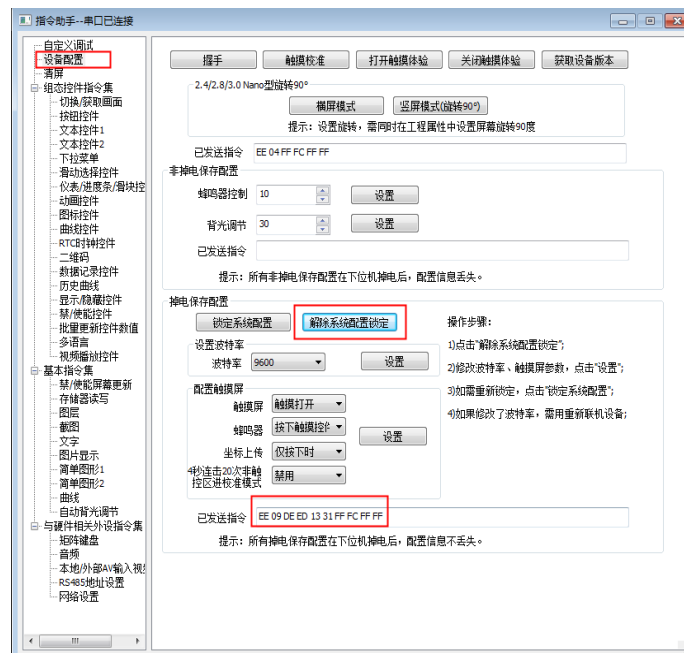 指令助手--串口已连接
自定义调试
设备配置
清屏
组态控件指令集
切换/获取画面
按钮控件
文本控件1
文本控件2
下拉菜单
滑动选择控件
仪表/进度条/滑块控
动画控件
图标控件
曲线控件
RTC时钟控件
二维码
数据记录控件
历史曲线
显示/隐藏控件
禁/使能控件
批量更新控件数值
多语言
视频播放控件
基本指令集
禁/使能屏幕更新
存储器读写
图层
截图
文字
图片显示
简单图形1
简单图形2
曲线
自动背光调节
与硬件相关外设指令集
矩阵键盘
音频
本地/外部AV输入视
RS485地址设置
网络设置
握手 触摸校准 打开触摸体验 关闭触摸体验 获取设备版本
2.4/2.8/3.0 Nano型旋转90°
横屏模式 竖屏模式(旋转90°)
提示：设置旋转，需同时在工程属性中设置屏幕旋转90度
已发送指令 EE 04 FF FC FF FF
非掉电保存配置
蜂鸣器控制 10 设置
背光调节 30 设置
已发送指令
提示：所有非掉电保存配置在下位机掉电后，配置信息丢失。
掉电保存配置
锁定系统配置 解除系统配置锁定
设置波特率
波特率 9600 设置
配置触摸屏
触摸屏 触摸打开
蜂鸣器 按下触摸控件
坐标上传 仅按下时
设置
4秒连击20次非触
控区进校准模式 禁用
操作步骤：
1)点击"解除系统配置锁定";
2)修改波特率、触摸屏参数，点击"设置";
3)如需重新锁定，点击"锁定系统配置";
4)如果修改了波特率，需用重新联机设备;
已发送指令 EE 09 DE ED 13 31 FF FC FF FF
提示：所有掉电保存配置在下位机掉电后，配置信息不丢失。